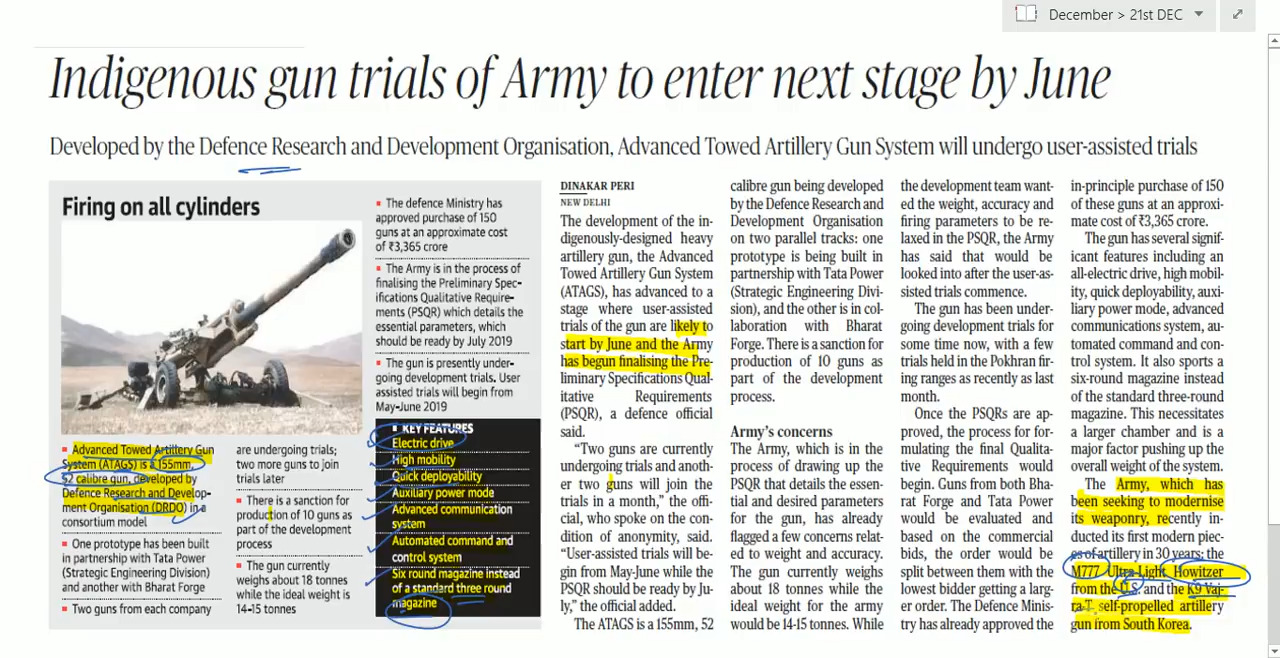 December > 21st DEC
Indigenous gun trials of Army to enter next stage by June
Developed by the Defence Research and Development Organisation, Advanced Towed Artillery Gun System will undergo user-assisted trials
Firing on all cylinders
Advanced Towed Artillery Gun
System (ATAGS) is a 155mm,
52 calibre gun, developed by
Defence Research and Develop-
ment Organisation (DRDO) in a
consortium model
One prototype has been built
in partnership with Tata Power
(Strategic Engineering Division)
and another with Bharat Forge
Two guns from each company
are undergoing trials;
two more guns to join
trials later
There is a sanction for
production of 10 guns as
part of the development
process
The gun currently
weighs about 18 tonnes
while the ideal weight is
14-15 tonnes
The defence Ministry has
approved purchase of 150
guns at an approximate cost
of ₹3,365 crore
The Army is in the process of
finalising the Preliminary Spec-
ifications Qualitative Require-
ments (PSQR) which details the
essential parameters, which
should be ready by July 2019
The gun is presently under-
going development trials. User
assisted trials will begin from
May-June 2019
KEY FEATURES
Electric drive
High mobility
Quick deployability
Auxiliary power mode
Advanced communication
system
Automated command and
control system
Six round magazine instead
of a standard three round
magazine
DINAKAR PERI
NEW DELHI
The development of the in-
digenously-designed heavy
artillery gun, the Advanced
Towed Artillery Gun System
(ATAGS), has advanced to a
stage where user-assisted
trials of the gun are likely to
start by June and the Army
has begun finalising the Pre-
liminary Specifications Qual-
itative Requirements
(PSQR), a defence official
said.
"Two guns are currently
undergoing trials and anoth-
er two guns will join the
trials in a month," the offi-
cial, who spoke on the con-
dition of anonymity, said.
"User-assisted trials will be-
gin from May-June while the
PSQR should be ready by Ju-
ly," the official added.
The ATAGS is a 155mm, 52
calibre gun being developed
by the Defence Research and
Development Organisation
on two parallel tracks: one
prototype is being built in
partnership with Tata Power
(Strategic Engineering Divi-
sion), and the other is in col-
laboration with Bharat
Forge. There is a sanction for
production of 10 guns as
part of the development
process.
Army's concerns
The Army, which is in the
process of drawing up the
PSQR that details the essen-
tial and desired parameters
for the gun, has already
flagged a few concerns relat-
ed to weight and accuracy.
The gun currently weighs
about 18 tonnes while the
ideal weight for the army
would be 14-15 tonnes. While
the development team want-
ed the weight, accuracy and
firing parameters to be re-
laxed in the PSQR, the Army
has said that would be
looked into after the user-as-
sisted trials commence.
The gun has been under-
going development trials for
some time now, with a few
trials held in the Pokhran fir-
ing ranges as recently as last
month.
Once the PSQRs are ap-
proved, the process for for-
mulating the final Qualita-
tive Requirements would
begin. Guns from both Bha-
rat Forge and Tata Power
would be evaluated and
based on the commercial
bids, the order would be
split between them with the
lowest bidder getting a larg-
er order. The Defence Minis-
try has already approved the
in-principle purchase of 150
of these guns at an approxi-
mate cost of ₹3,365 crore.
The gun has several signif-
icant features including an
all-electric drive, high mobil-
ity, quick deployability, auxi-
liary power mode, advanced
communications system, au-
tomated command and con-
trol system. It also sports a
six-round magazine instead
of the standard three-round
magazine. This necessitates
a larger chamber and is a
major factor pushing up the
overall weight of the system.
The Army, which has
been seeking to modernise
its weaponry, recently in-
ducted its first modern piec-
es of artillery in 30 years: the
M777 Ultra-Light Howitzer
from the U.S. and the K9 Vaj-
ra-T self-propelled artillery
gun from South Korea.